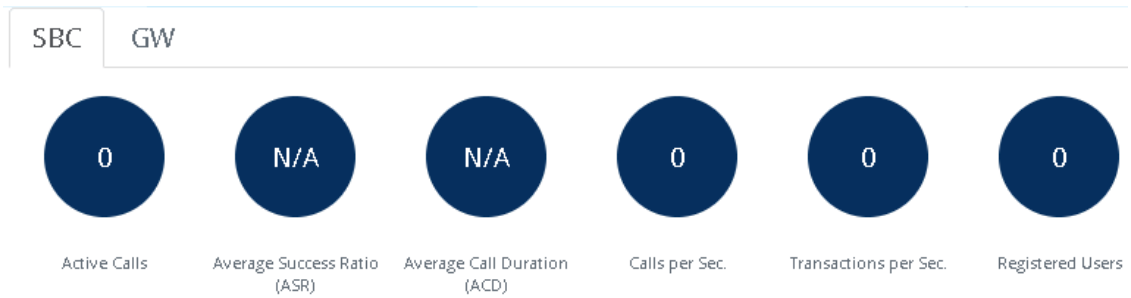 SBC GW
0 N/A N/A 0 0 0
Active Calls Average Success Ratio (ASR) Average Call Duration (ACD) Calls per Sec. Transactions per Sec. Registered Users